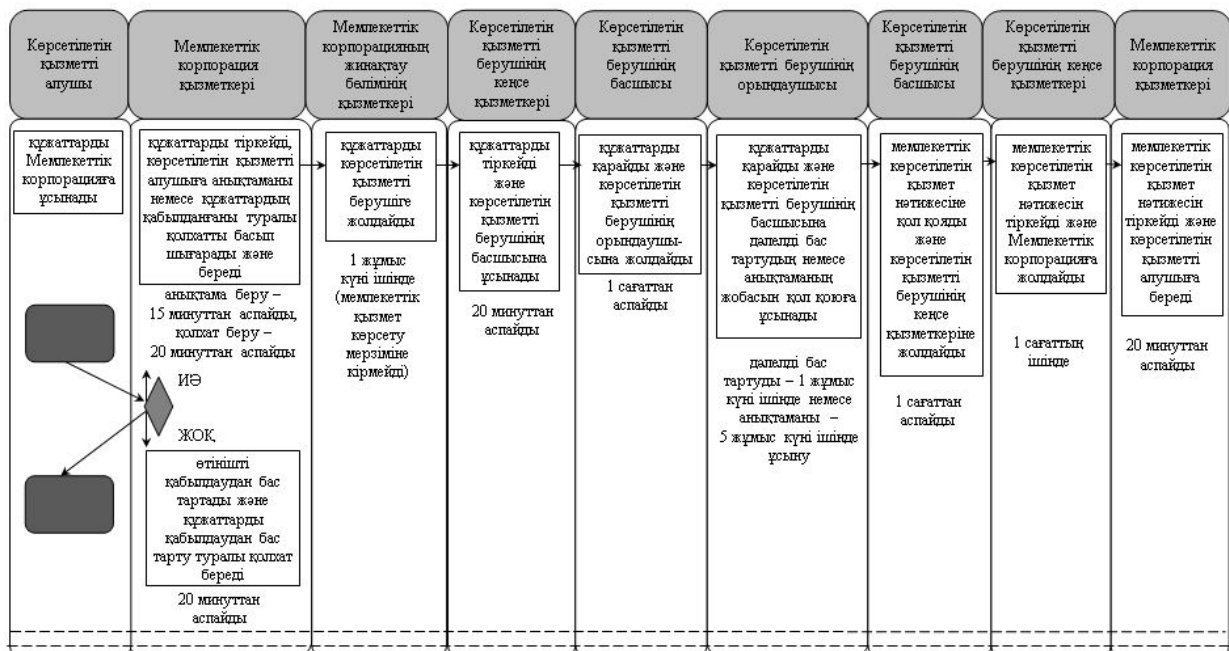 Көрсетілетін
қызметті
алушы
Мемлекеттік
корпорация
қызметкері
Мемлекеттік
корпорацияның
жинақтау
бөлімінің
қызметкері
Көрсетілетін
қызметті
берушінің
кеңсе
қызметкері
Көрсетілетін
қызметті
берушінің
басшысы
Көрсетілетін
қызметті берушінің
орындаушысы
Көрсетілетін
қызметті
берушінің
басшысы
Көрсетілетін
қызметті
берушінің кеңсе
қызметкері
Мемлекеттік
корпорация
қызметкері
құжаттарды
Мемлекеттік
корпорацияға
ұсынады
құжаттарды тіркейді,
көрсетілетін қызметті
алушыға анықтаманы
немесе құжаттардың
қабылданғаны туралы
қолхатты басып
шығарады және
береді
анықтама беру –
15 минуттан аспайды,
қолхат беру –
20 минуттан аспайды
ИӘ
ЖОҚ
өтінішті
қабылдаудан бас
тартады және
құжаттарды
қабылдаудан бас
тарту туралы қолхат
береді
20 минуттан
аспайды
құжаттарды
көрсетілетін
қызметті
берушіге
жолдайды
1 жұмыс
күні ішінде
(мемлекеттік
қызмет
көрсету
мерзіміне
кірмейді)
құжаттарды
тіркейді
және
көрсетілетін
қызметті
берушінің
басшысына
ұсынады
20 минуттан
аспайды
құжаттарды
қарайды және
көрсетілетін
қызметті
берушінің
орындаушы-
сына жолдайды
1 сағаттан
аспайды
құжаттарды
қарайды және
көрсетілетін
қызметті берушінің
басшысына
дәлелді бас
тартудың немесе
анықтаманың
жобасын қол қоюға
ұсынады
дәлелді бас
тартуды – 1 жұмыс
күні ішінде немесе
анықтаманы –
5 жұмыс күні ішінде
ұсыну
мемлекеттік
көрсетілетін
қызмет
нәтижесіне
қол қояды
және
көрсетілетін
қызметті
берушінің
кеңсе
қызметкеріне
жолдайды
1 сағаттан
аспайды
мемлекеттік
көрсетілетін
қызмет
нәтижесін
тіркейді және
Мемлекеттік
корпорацияға
жолдайды
1 сағаттың
ішінде
мемлекеттік
көрсетілетін
қызмет
нәтижесін
тіркейді және
көрсетілетін
қызметті
алушыға
береді
20 минуттан
аспайды